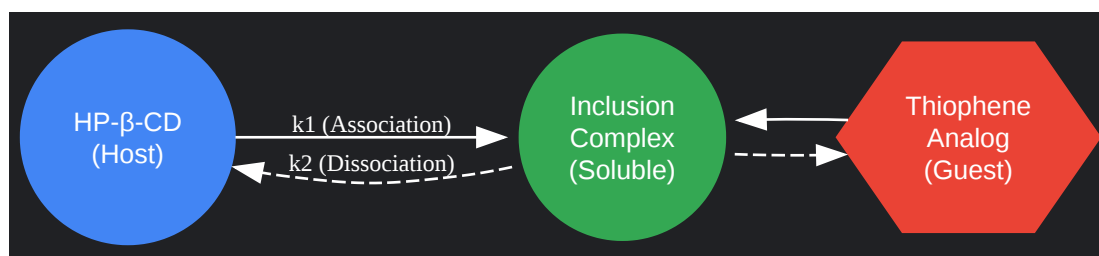 HP-β-CD
(Host)
k1 (Association)
k2 (Dissociation)
Inclusion
Complex
(Soluble)
Thiophene
Analog
(Guest)